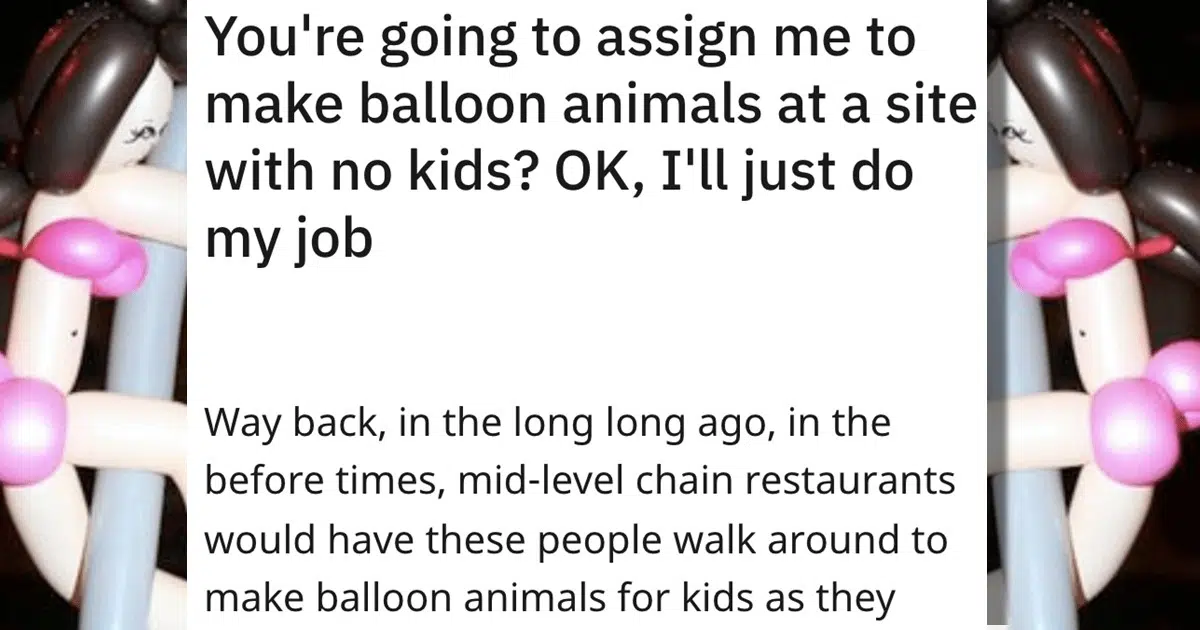 You're going to assign me to
make balloon animals at a site
with no kids? OK, I'll just do
my job
Way back, in the long long ago, in the
before times, mid-level chain restaurants
would have these people walk around to
make balloon animals for kids as they